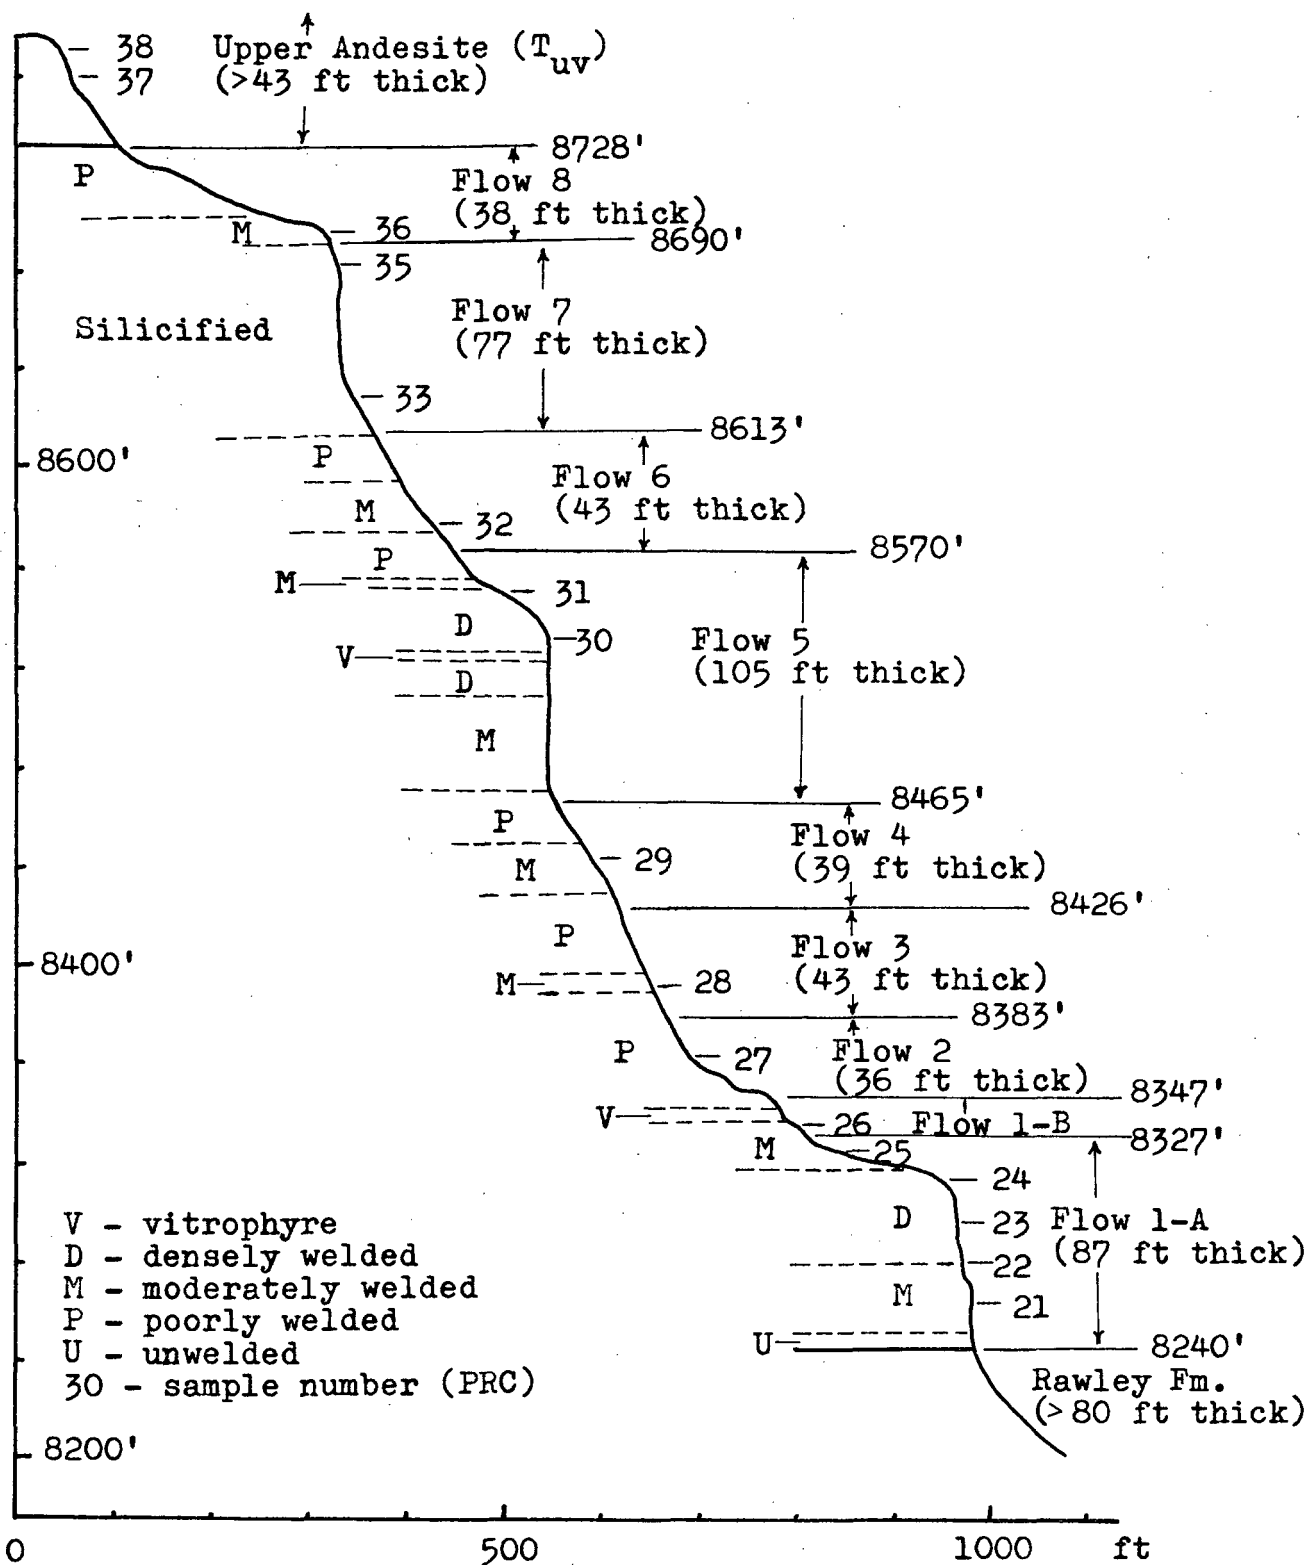 38 Upper Andesite (Tuv)
37 (>43 ft thick)
8728'
P
Flow 8
(38 ft thick)
M
36
8690'
35
Flow 7
(77 ft thick)
Silicified
33
8613'
8600'
P
Flow 6
(43 ft thick)
M
32
8570'
P
M
31
D
30
Flow 5
(105 ft thick)
V
D
M
8465'
P
Flow 4
(39 ft thick)
29
M
8426'
P
Flow 3
(43 ft thick)
8400'
M
28
8383'
P
27
Flow 2
(36 ft thick)
8347'
V
26
Flow 1-B
8327'
M
25
24
D
23
Flow 1-A
(87 ft thick)
22
M
21
U
8240'
Rawley Fm.
(>80 ft thick)
V - vitrophyre
D - densely welded
M - moderately welded
P - poorly welded
U - unwelded
30 - sample number (PRC)
8200'
0 500 1000 ft